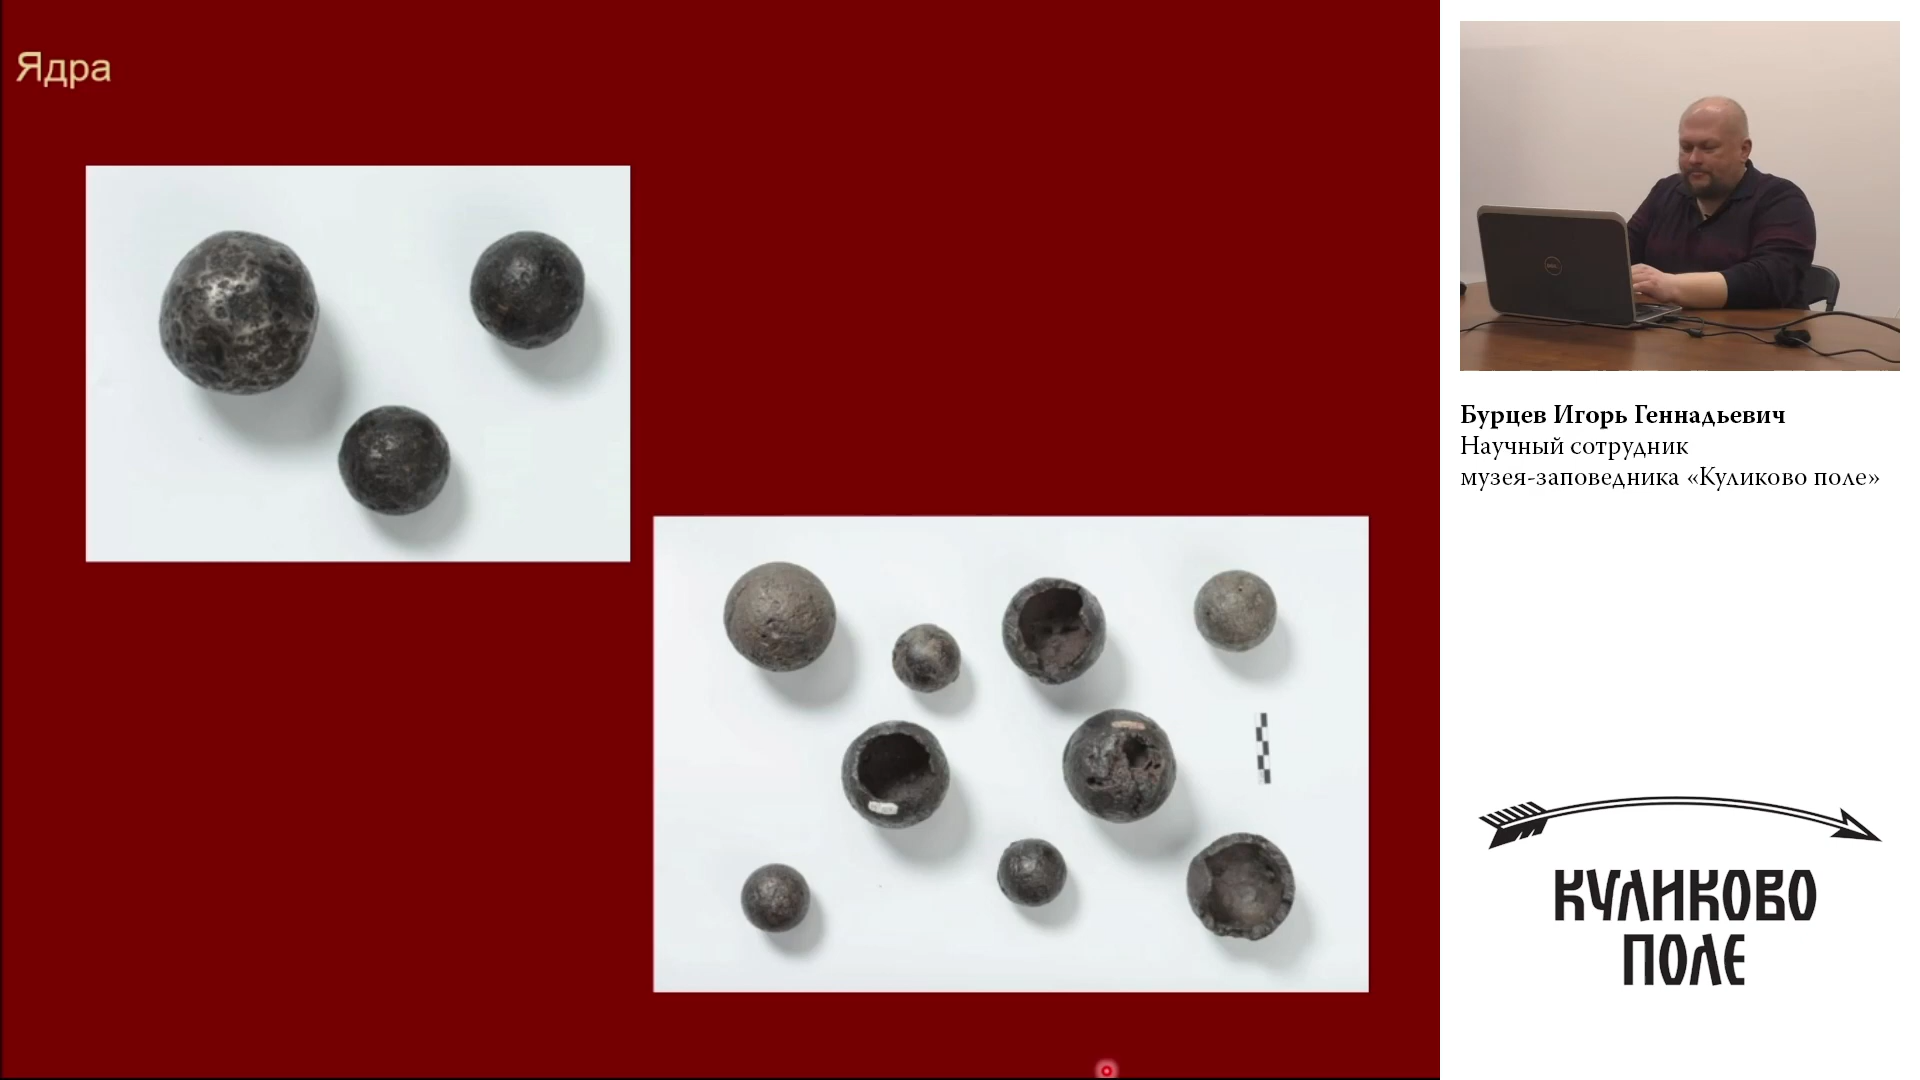 Ядра
Бурцев Игорь Геннадьевич
Научный сотрудник
музея-заповедника «Куликово поле»
КУЛИКОВО
ПОЛЕ